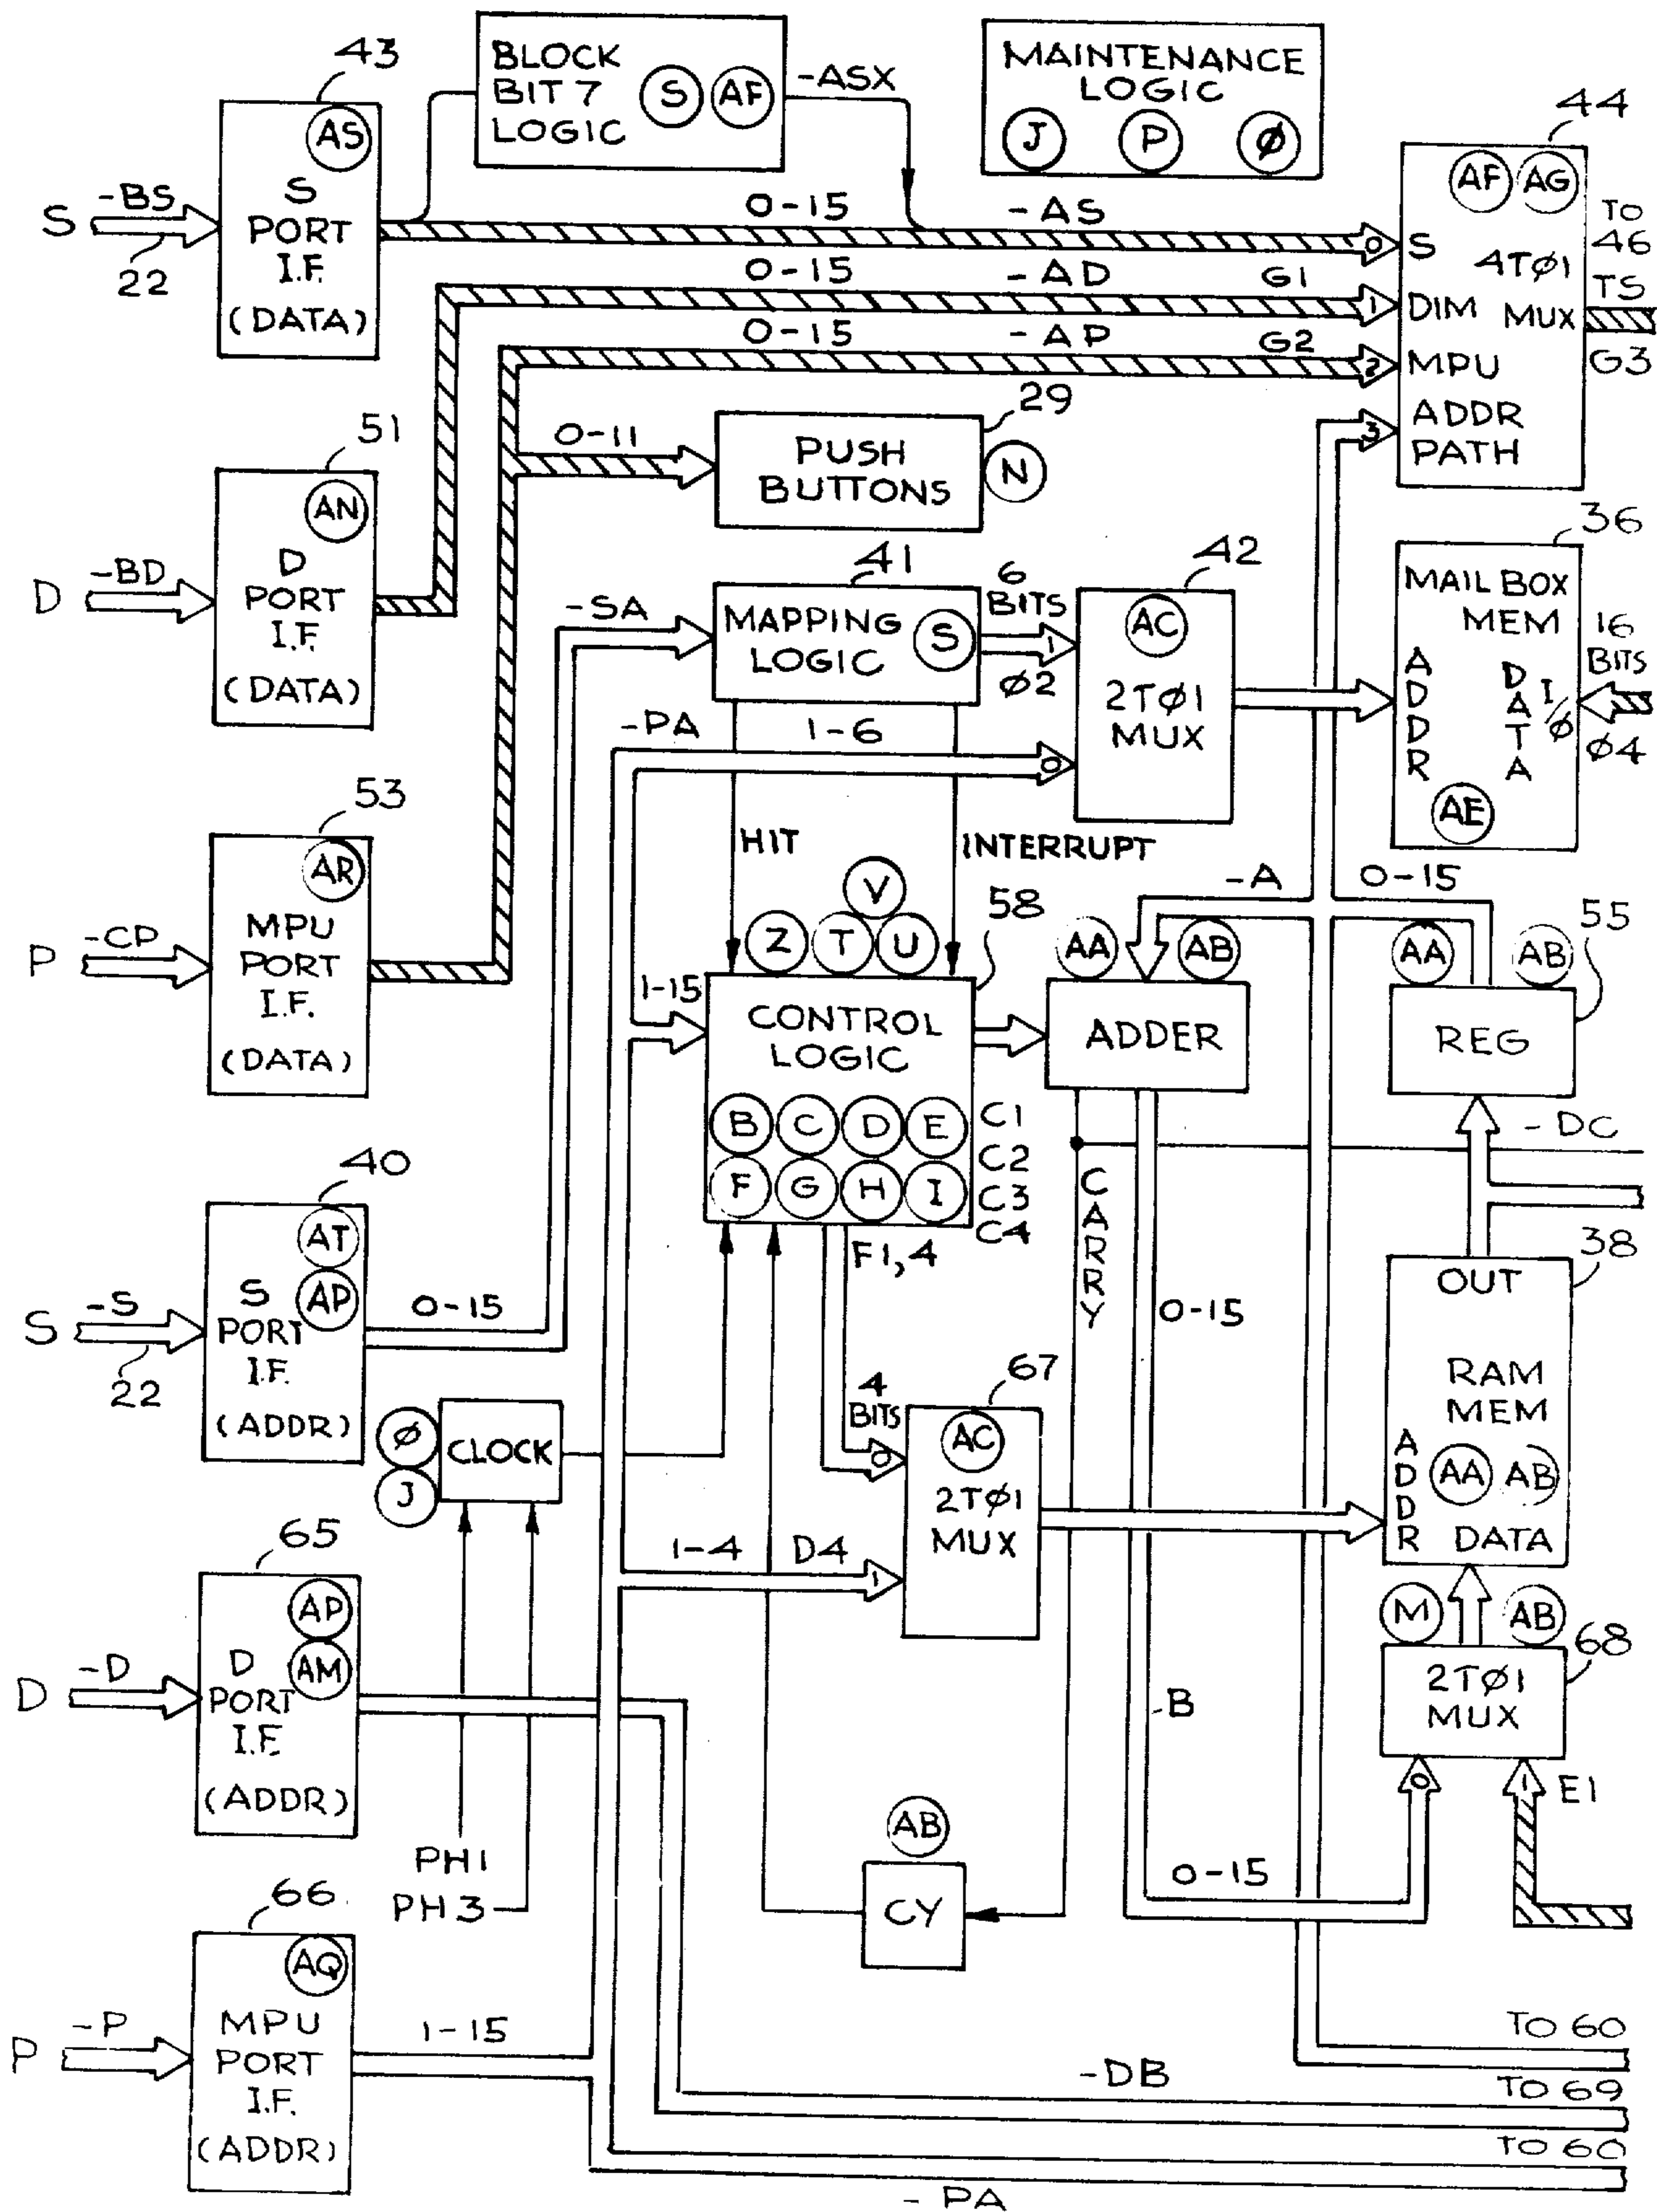 43
BLOCK
BIT 7
LOGIC
S
AF
-ASX
MAINTENANCE
LOGIC
J
P
Ø
44
AS
S
PORT
I.F.
(DATA)
S
-BS
22
0-15
-AS
0-15
-AD
G1
0-15
-AP
G2
AF
AG
0
S
1
DIM
2
MPU
3
ADDR
PATH
4TØ1
MUX
TO
46
TS
G3
51
AN
D
PORT
I.F.
(DATA)
D
-BD
0-11
29
PUSH
BUTTONS
N
36
MAIL BOX
MEM
ADDR
DATA
I/Ø
AE
16
BITS
Ø4
41
-SA
MAPPING
LOGIC
S
6
BITS
1
Ø2
42
AC
2TØ1
MUX
-PA
1-6
0
HIT
INTERRUPT
53
AR
MPU
PORT
I.F.
(DATA)
P
-CP
V
Z
T
U
58
1-15
CONTROL
LOGIC
B
C
D
E
F
G
H
I
C1
C2
C3
C4
F1,4
AA
AB
ADDER
-A
0-15
55
AA
AB
REG
-DC
CARRY
0-15
40
AT
AP
S
PORT
I.F.
(ADDR)
S
-S
22
0-15
38
OUT
RAM
MEM
ADDR
AA
AB
DATA
Ø
J
CLOCK
4
BITS
0
67
AC
2TØ1
MUX
1-4
D4
1
65
AP
AM
D
PORT
I.F.
(ADDR)
D
-D
M
AB
68
2TØ1
MUX
0
1
E1
-B
0-15
PH1
PH3
AB
CY
66
AQ
MPU
PORT
I.F.
(ADDR)
P
-P
1-15
TO 60
-DB
TO 69
TO 60
-PA